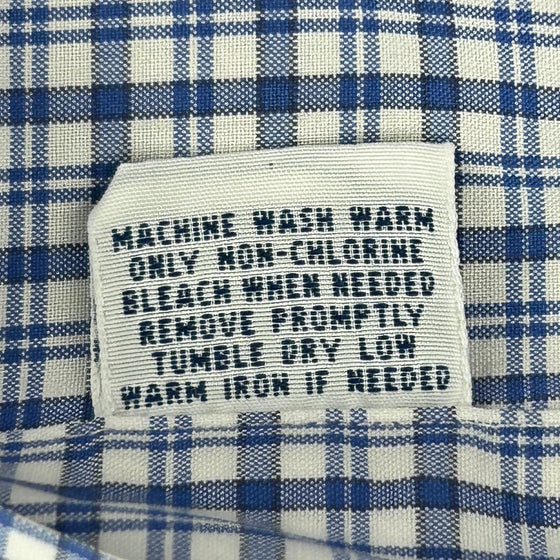 MACHINE WASH WARM
ONLY NON-CHLORINE
BLEACH WHEN NEEDED
REMOVE PROMPTLY
TUMBLE DRY LOW
WARM IRON IF NEEDED